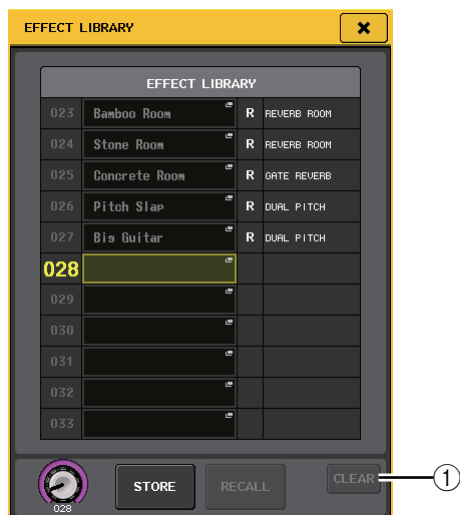 EFFECT LIBRARY
EFFECT LIBRARY
023 Bamboo Room R REVERB ROOM
024 Stone Room R REVERB ROOM
025 Concrete Room R GATE REVERB
026 Pitch Slap R DUAL PITCH
027 Big Guitar R DUAL PITCH
028
029
030
031
032
033
028 STORE RECALL CLEAR 1